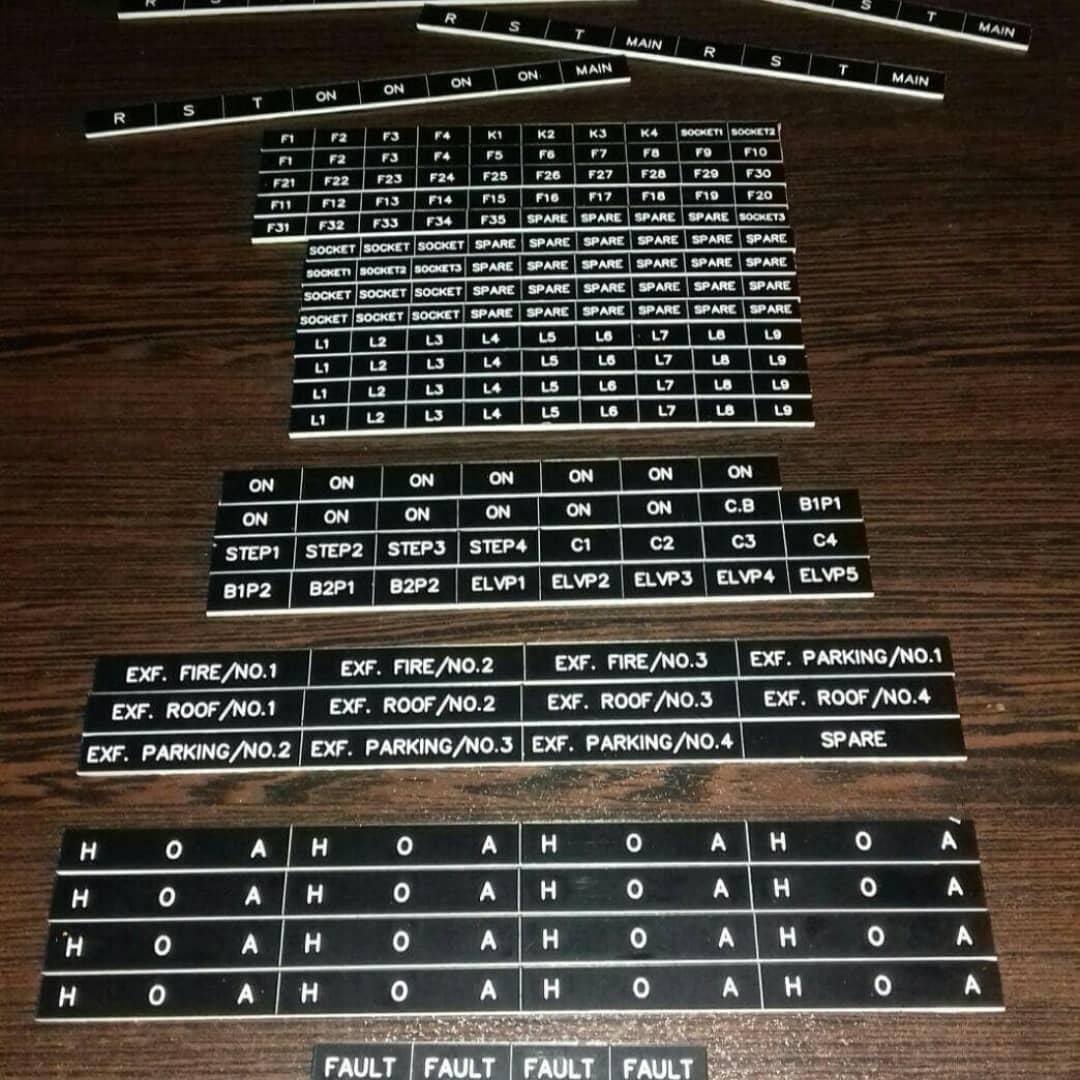 R S
S T MAIN
R S T MAIN R S T MAIN
R S T ON ON ON ON MAIN
F1 F2 F3 F4 K1 K2 K3 K4 SOCKET1 SOCKET2
F1 F2 F3 F4 F5 F6 F7 F8 F9 F10
F21 F22 F23 F24 F25 F26 F27 F28 F29 F30
F11 F12 F13 F14 F15 F16 F17 F18 F19 F20
F31 F32 F33 F34 F35 SPARE SPARE SPARE SPARE SOCKET3
SOCKET SOCKET SOCKET SPARE SPARE SPARE SPARE SPARE SPARE
SOCKET1 SOCKET2 SOCKET3 SPARE SPARE SPARE SPARE SPARE SPARE
SOCKET SOCKET SOCKET SPARE SPARE SPARE SPARE SPARE SPARE
SOCKET SOCKET SOCKET SPARE SPARE SPARE SPARE SPARE SPARE
L1 L2 L3 L4 L5 L6 L7 L8 L9
L1 L2 L3 L4 L5 L6 L7 L8 L9
L1 L2 L3 L4 L5 L6 L7 L8 L9
L1 L2 L3 L4 L5 L6 L7 L8 L9
ON ON ON ON ON ON ON
ON ON ON ON ON ON C.B B1P1
STEP1 STEP2 STEP3 STEP4 C1 C2 C3 C4
B1P2 B2P1 B2P2 ELVP1 ELVP2 ELVP3 ELVP4 ELVP5
EXF. FIRE/NO.1 EXF. FIRE/NO.2 EXF. FIRE/NO.3 EXF. PARKING/NO.1
EXF. ROOF/NO.1 EXF. ROOF/NO.2 EXF. ROOF/NO.3 EXF. ROOF/NO.4
EXF. PARKING/NO.2 EXF. PARKING/NO.3 EXF. PARKING/NO.4 SPARE
H O A H O A H O A H O A
H O A H O A H O A H O A
H O A H O A H O A H O A
H O A H O A H O A H O A
FAULT FAULT FAULT FAULT